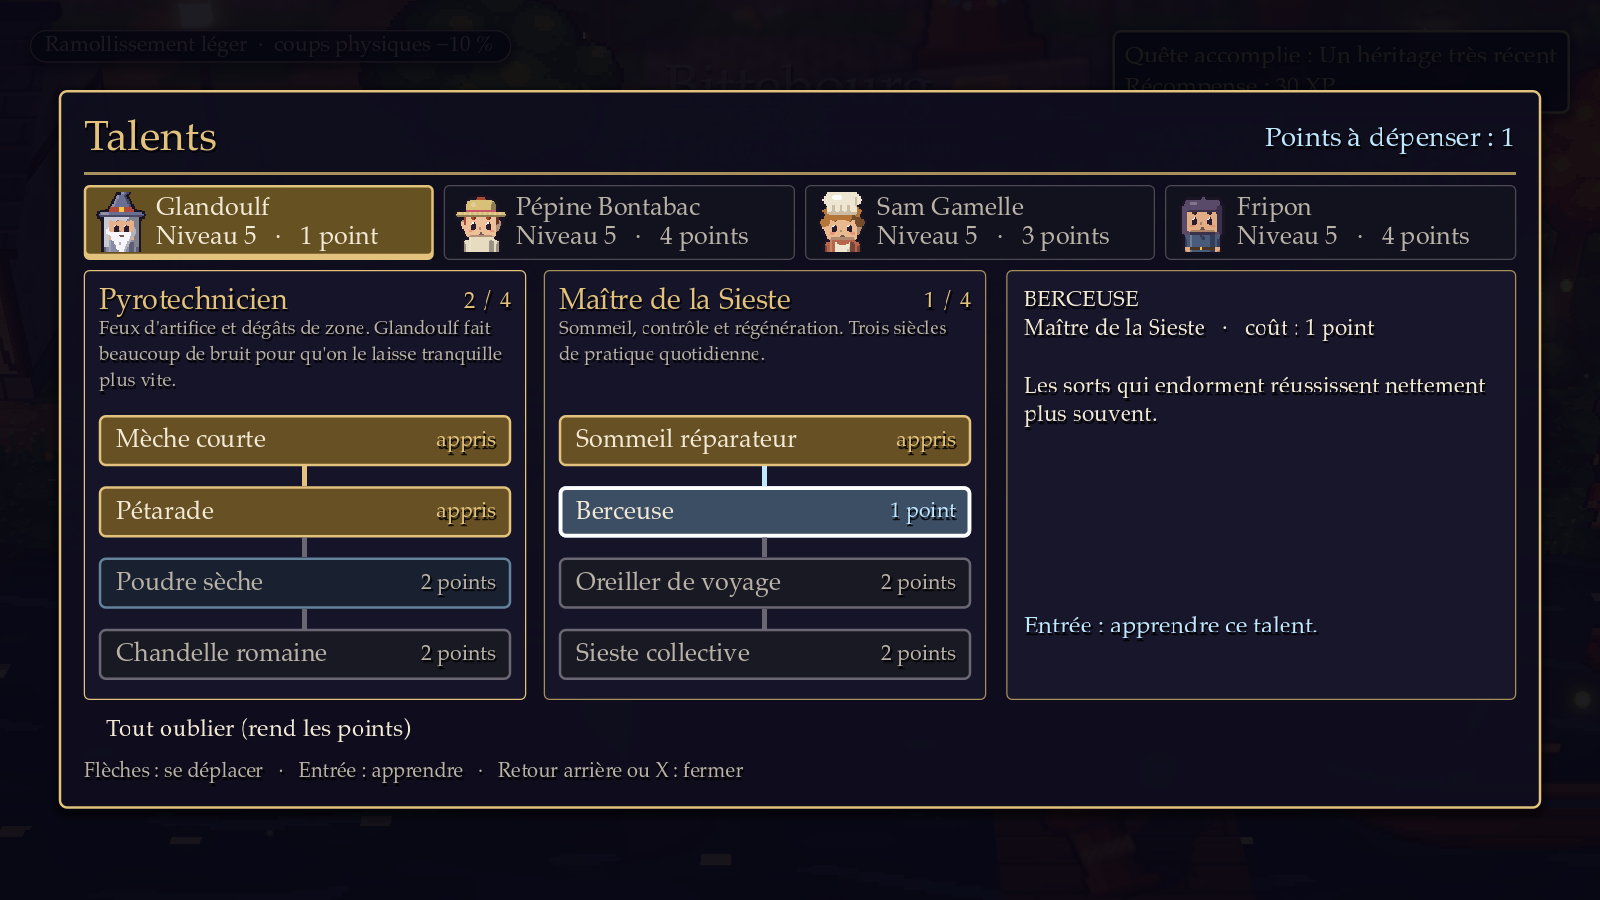 Ramollissement léger · coups physiques −10 %
Bittebourg
Quête accomplie : Un héritage très récent
Récompense : 30 XP
Talents
Points à dépenser : 1
Glandoulf
Niveau 5 · 1 point
Pépine Bontabac
Niveau 5 · 4 points
Sam Gamelle
Niveau 5 · 3 points
Fripon
Niveau 5 · 4 points
Pyrotechnicien 2 / 4
Feux d'artifice et dégâts de zone. Glandoulf fait
beaucoup de bruit pour qu'on le laisse tranquille
plus vite.
Mèche courte appris
Pétarade appris
Poudre sèche 2 points
Chandelle romaine 2 points
Maître de la Sieste 1 / 4
Sommeil, contrôle et régénération. Trois siècles
de pratique quotidienne.
Sommeil réparateur appris
Berceuse 1 point
Oreiller de voyage 2 points
Sieste collective 2 points
BERCEUSE
Maître de la Sieste · coût : 1 point
Les sorts qui endorment réussissent nettement
plus souvent.
Entrée : apprendre ce talent.
Tout oublier (rend les points)
Flèches : se déplacer · Entrée : apprendre · Retour arrière ou X : fermer